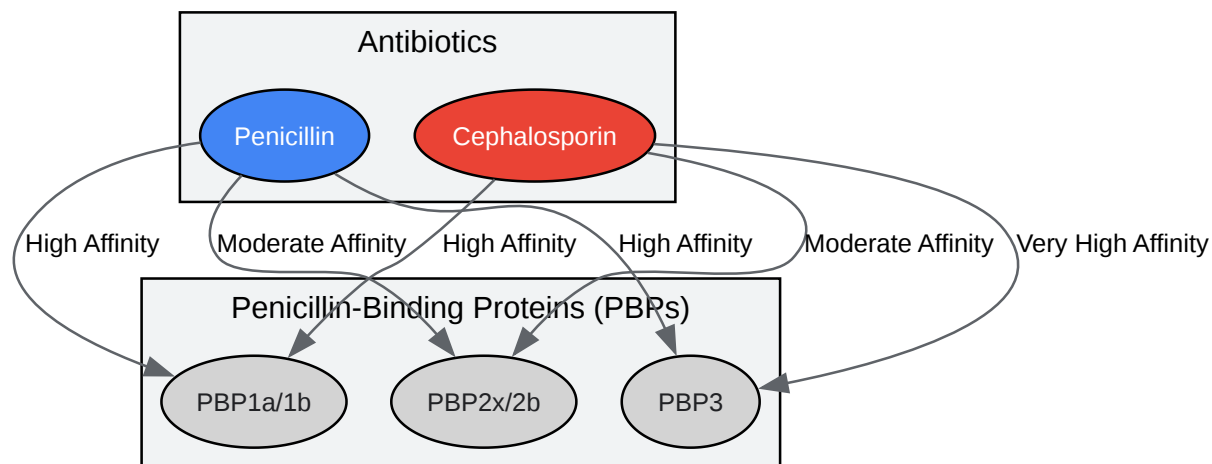 Antibiotics
Penicillin
Cephalosporin
High Affinity
Moderate Affinity
High Affinity
High Affinity
Moderate Affinity
Very High Affinity
Penicillin-Binding Proteins (PBPs)
PBP1a/1b
PBP2x/2b
PBP3